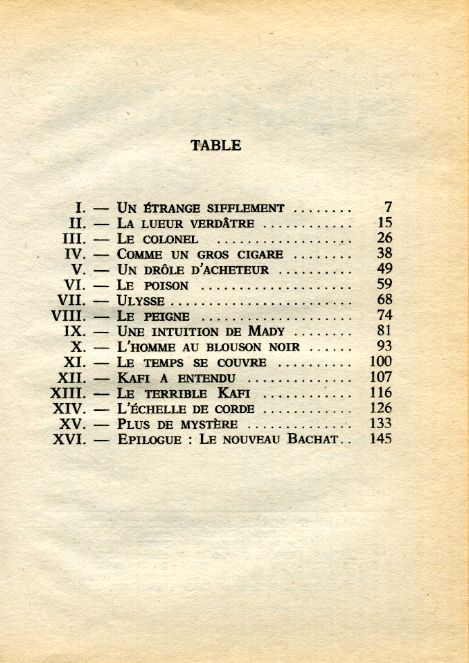 TABLE
I. — UN ÉTRANGE SIFFLEMENT ........ 7
II. — LA LUEUR VERDÂTRE ............ 15
III. — LE COLONEL ................ 26
IV. — COMME UN GROS CIGARE ........ 38
V. — UN DRÔLE D'ACHETEUR .......... 49
VI. — LE POISON .................... 59
VII. — ULYSSE ...................... 68
VIII. — LE PEIGNE .................. 74
IX. — UNE INTUITION DE MADY ........ 81
X. — L'HOMME AU BLOUSON NOIR ...... 93
XI. — LE TEMPS SE COUVRE .......... 100
XII. — KAFI A ENTENDU .............. 107
XIII. — LE TERRIBLE KAFI ............ 116
XIV. — L'ÉCHELLE DE CORDE ............ 126
XV. — PLUS DE MYSTÈRE .............. 133
XVI. — EPILOGUE : LE NOUVEAU BACHAT.. 145